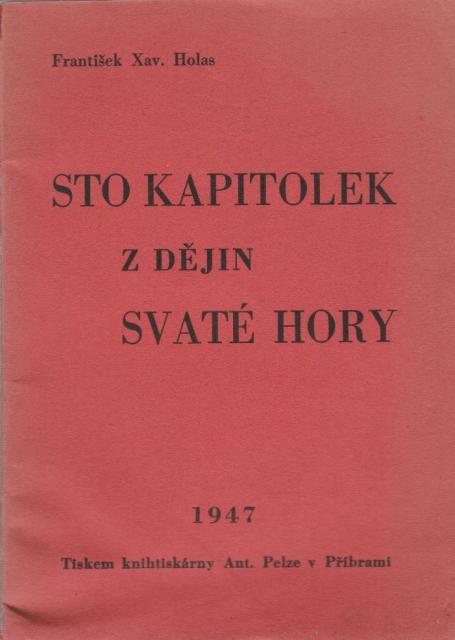 František Xav. Holas
STO KAPITOLEK
Z DĚJIN
SVATÉ HORY
1947
Tiskem knihtiskárny Ant. Pelze v Příbrami